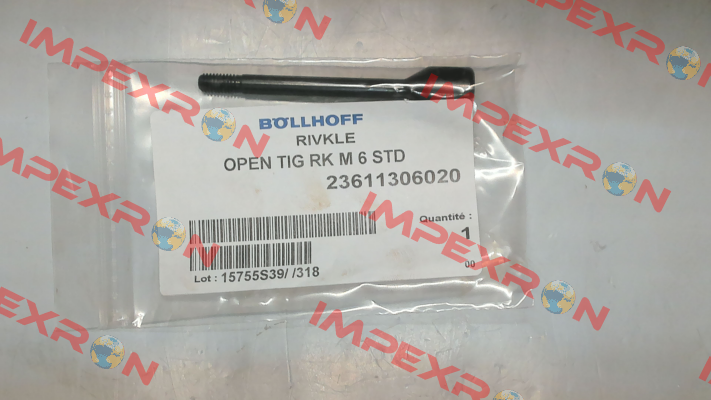 BÖLLHOFF
RIVKLE
OPEN TIG RK M 6 STD
23611306020
Quantité :
1
00
Lot : 15755S39/ /318
IMPEXRON
IMPEXRON
IMPEXRON
IMPEXRON
IMPEXRON
IMPEXRON